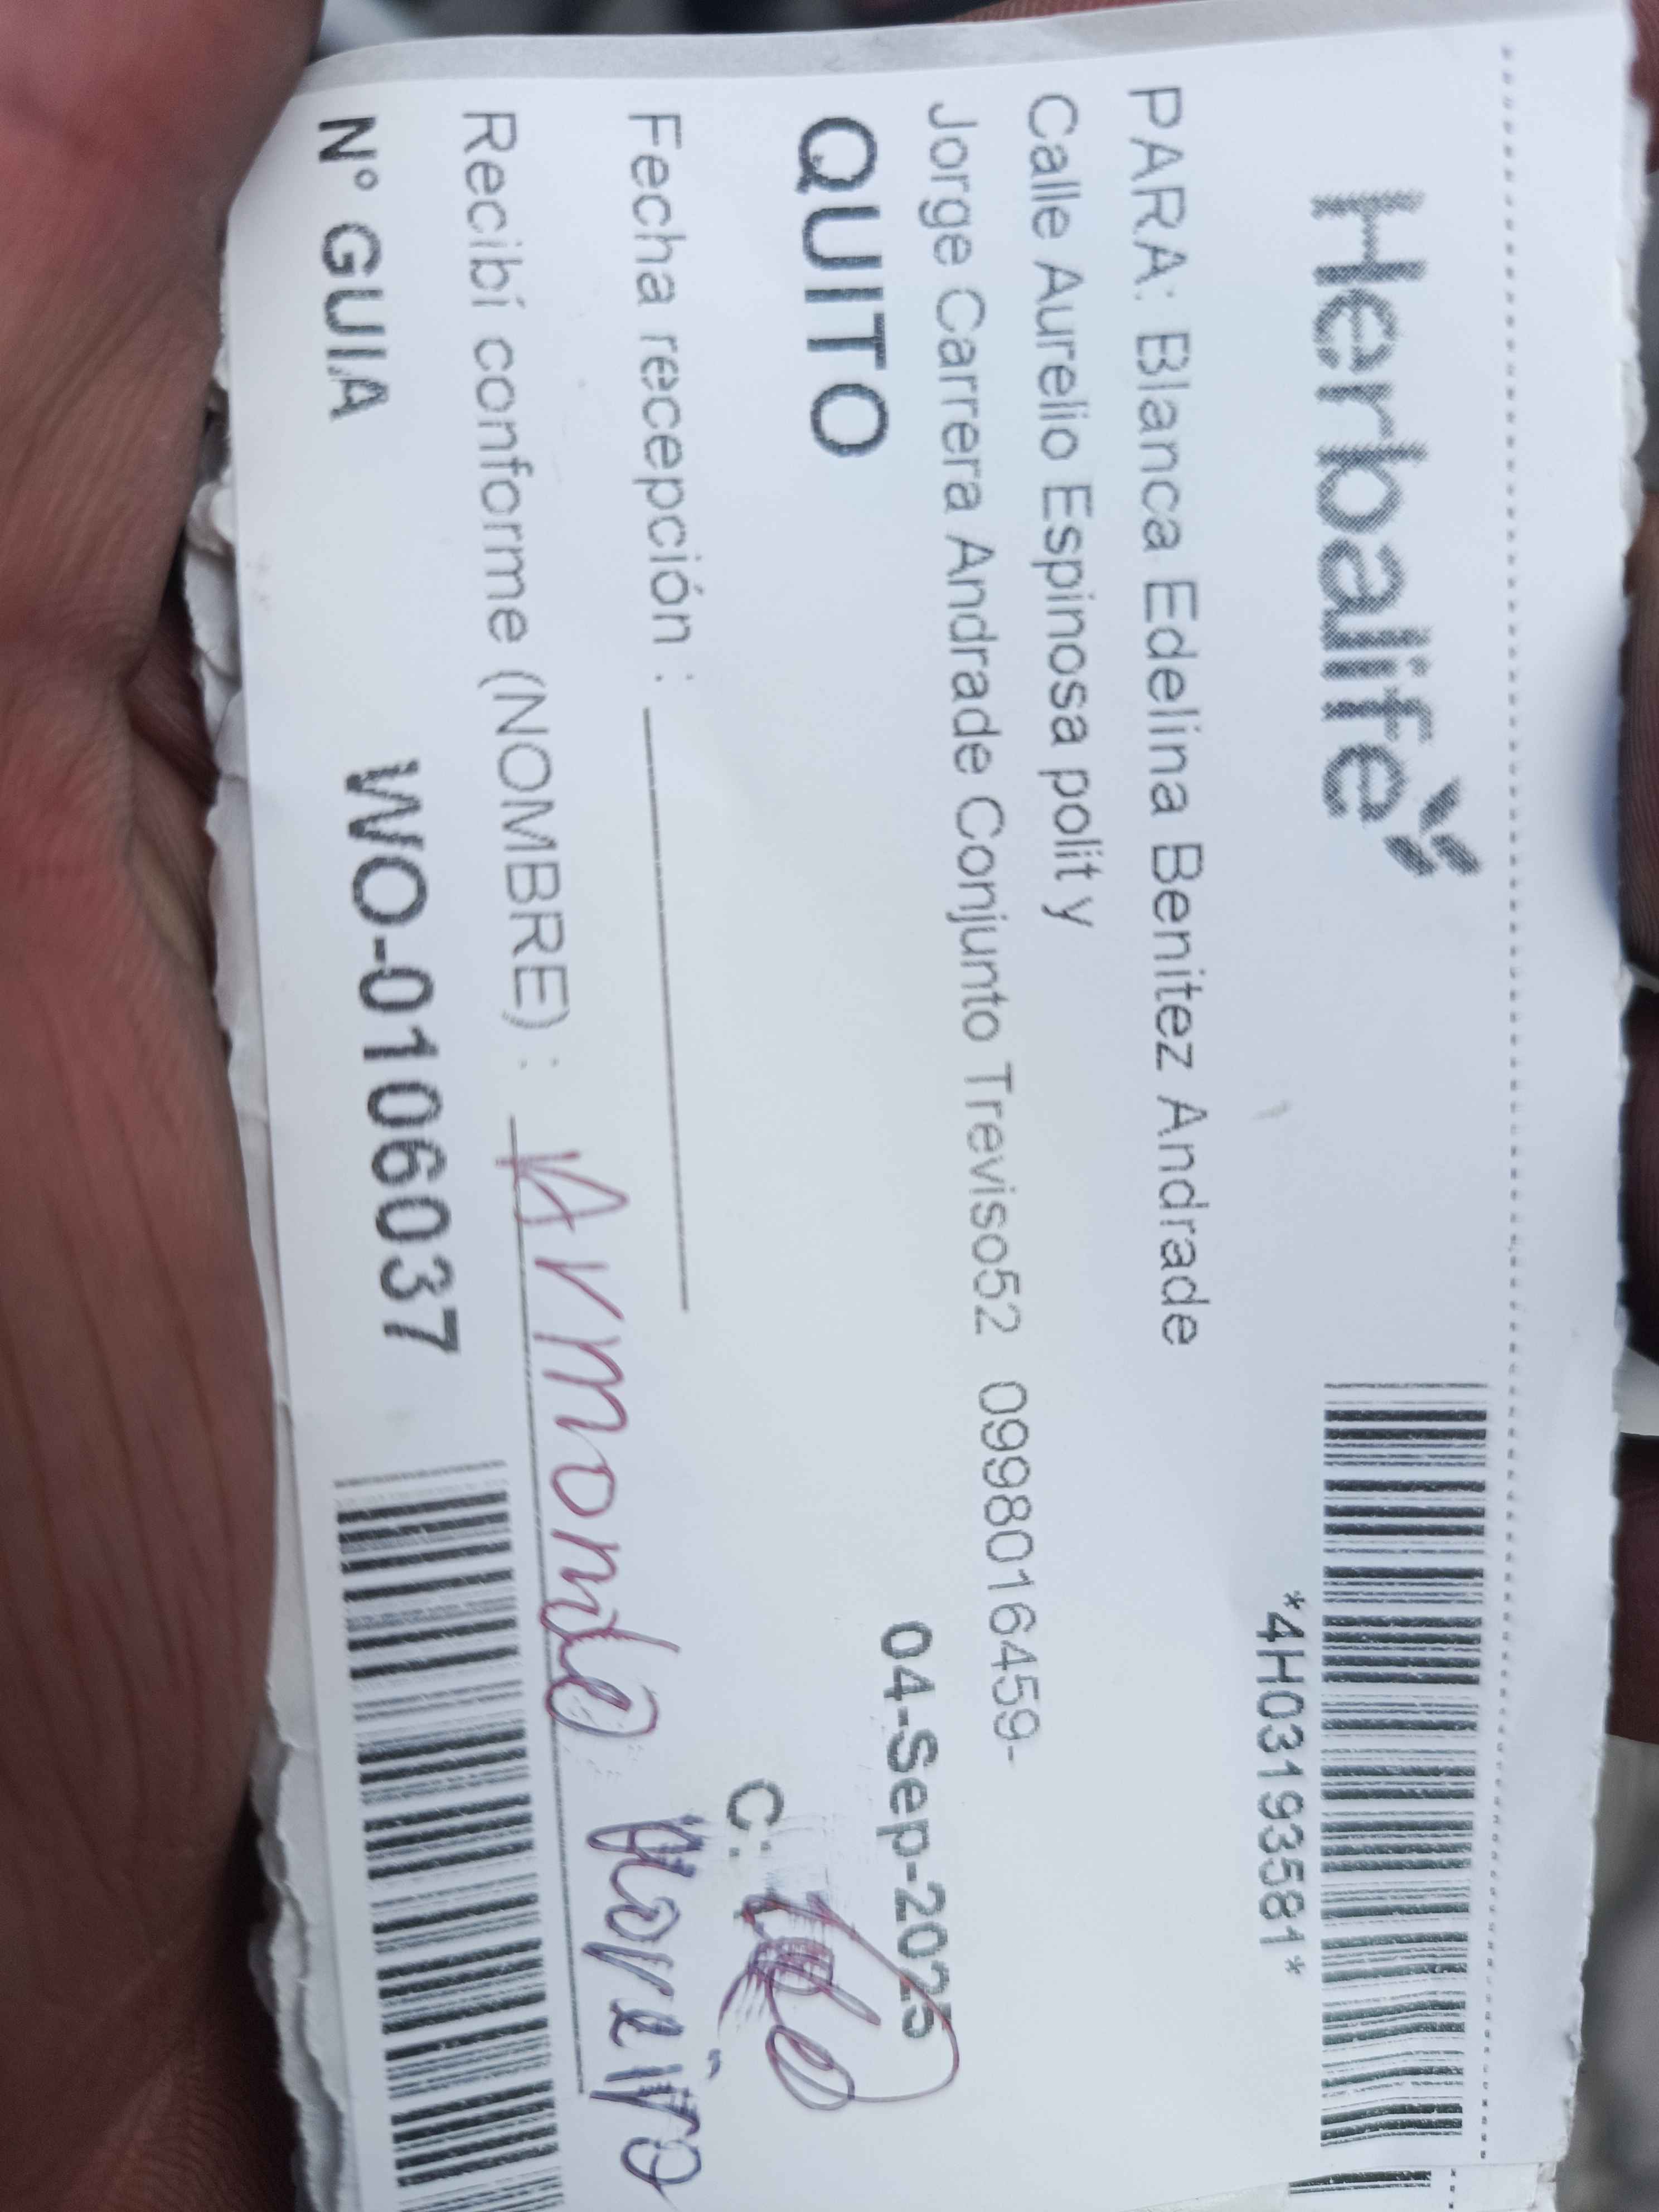 Herbalife
*4H03193581*
PARA: Blanca Edelina Benitez Andrade
Calle Aurelio Espinosa polit y
Jorge Carrera Andrade Conjunto Treviso52 0998016459-
QUITO
04-Sep-2025
Fecha recepción :
C:
Recibí conforme (NOMBRE) : Armando
N° GUIA WO-0106037